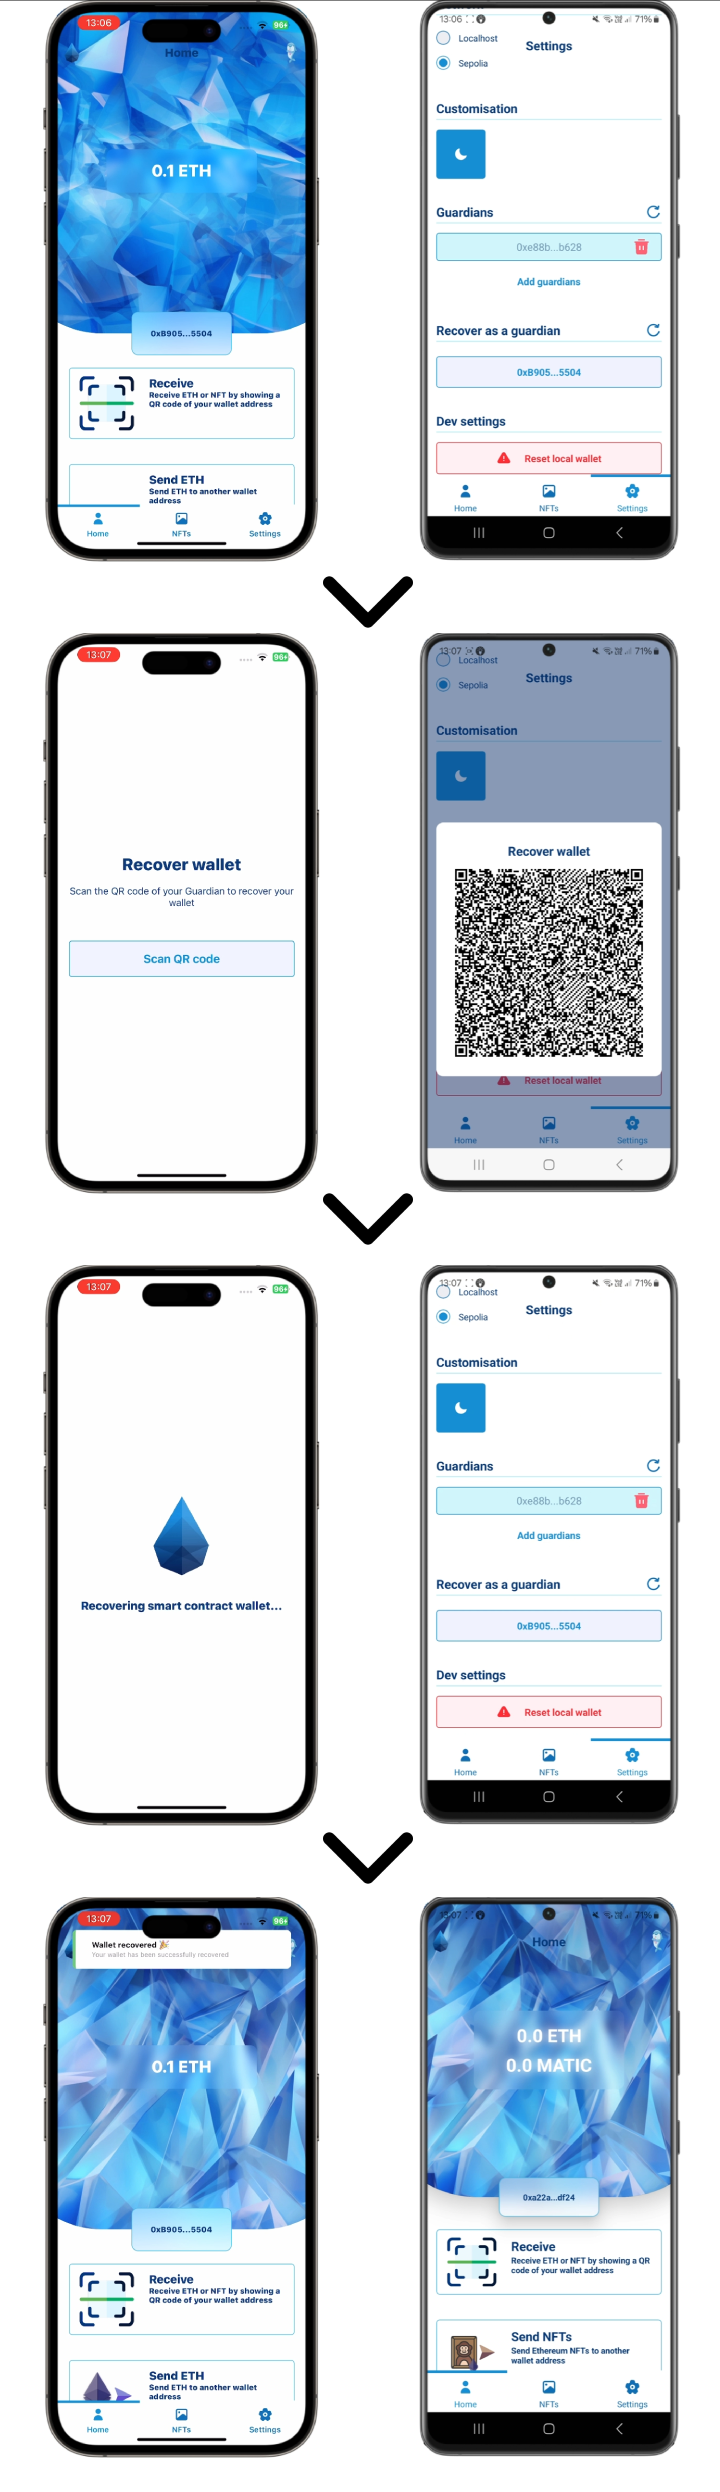 13:06
96
Home
0.1 ETH
0xB905...5504
Receive
Receive ETH or NFT by showing a
QR code of your wallet address
Send ETH
Send ETH to another wallet
address
Home
NFTs
Settings
13:06
71%
Localhost
Settings
Sepolia
Customisation
Guardians
0xe88b...b628
Add guardians
Recover as a guardian
0xB905...5504
Dev settings
Reset local wallet
Home
NFTs
Settings
13:07
96
Recover wallet
Scan the QR code of your Guardian to recover your
wallet
Scan QR code
13:07
71%
Localhost
Settings
Sepolia
Customisation
Recover wallet
Reset local wallet
Home
NFTs
Settings
13:07
96
Recovering smart contract wallet...
13:07
71%
Localhost
Settings
Sepolia
Customisation
Guardians
0xe88b...b628
Add guardians
Recover as a guardian
0xB905...5504
Dev settings
Reset local wallet
Home
NFTs
Settings
13:07
96
Wallet recovered 🎉
Your wallet has been successfully recovered
0.1 ETH
0xB905...5504
Receive
Receive ETH or NFT by showing a
QR code of your wallet address
Send ETH
Send ETH to another wallet
address
Home
NFTs
Settings
13:07
71%
Home
0.0 ETH
0.0 MATIC
0xa22a...df24
Receive
Receive ETH or NFT by showing a QR
code of your wallet address
Send NFTs
Send Ethereum NFTs to another
wallet address
Home
NFTs
Settings